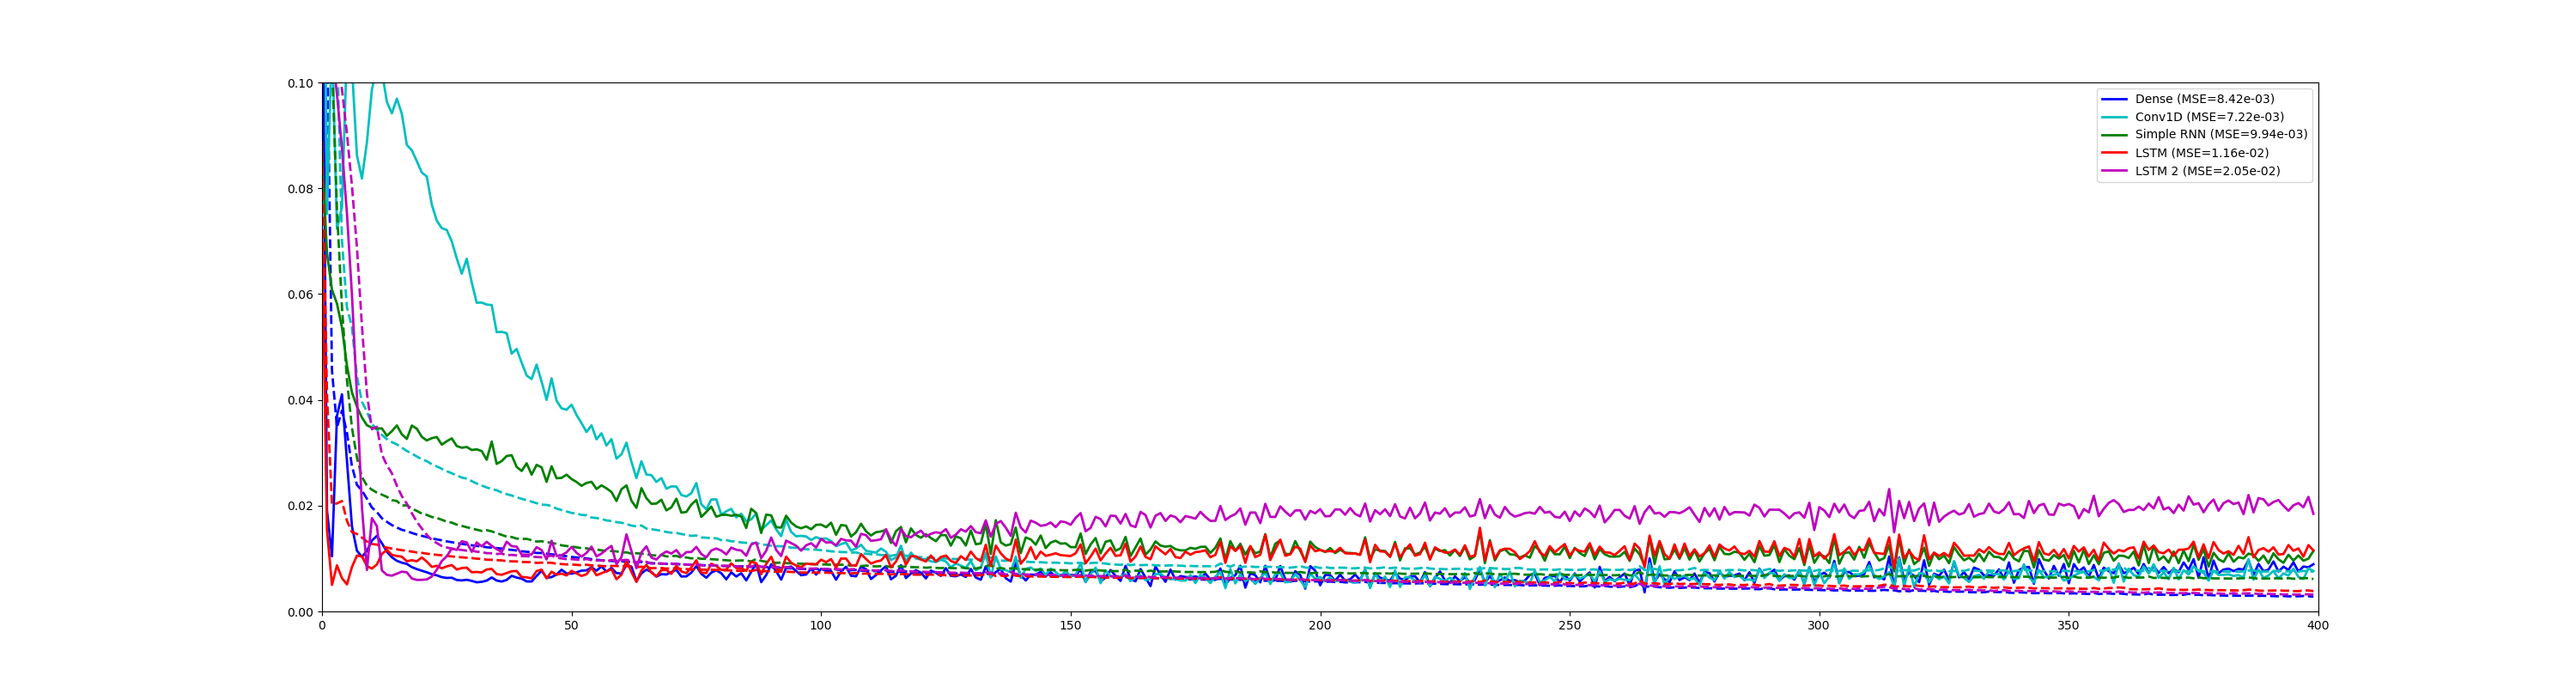 0.10
0.08
0.06
0.04
0.02
0.00
0 50 100 150 200 250 300 350 400
Dense (MSE=8.42e-03)
Conv1D (MSE=7.22e-03)
Simple RNN (MSE=9.94e-03)
LSTM (MSE=1.16e-02)
LSTM 2 (MSE=2.05e-02)